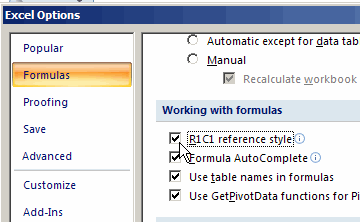 Excel Options
Popular
Formulas
Proofing
Save
Advanced
Customize
Add-Ins
Automatic except for data tab
Manual
Recalculate workbook
Working with formulas
R1C1 reference style
Formula AutoComplete
Use table names in formulas
Use GetPivotData functions for Pi